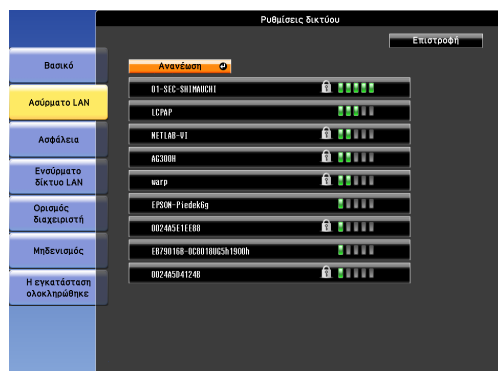 Ρυθμίσεις δικτύου
Επιστροφή
Βασικό
Ασύρματο LAN
Ασφάλεια
Ενσύρματο
δίκτυο LAN
Ορισμός
διαχειριστή
Μηδενισμός
Η εγκατάσταση
ολοκληρώθηκε
Ανανέωση
01-SEC-SHIMAUCHI
LCPAP
NETLAB-VI
AG300H
warp
EPSON-Piedek6g
0024A5E1EE88
EB79016B-0C8018UG5h1900h
0024A5D4124B